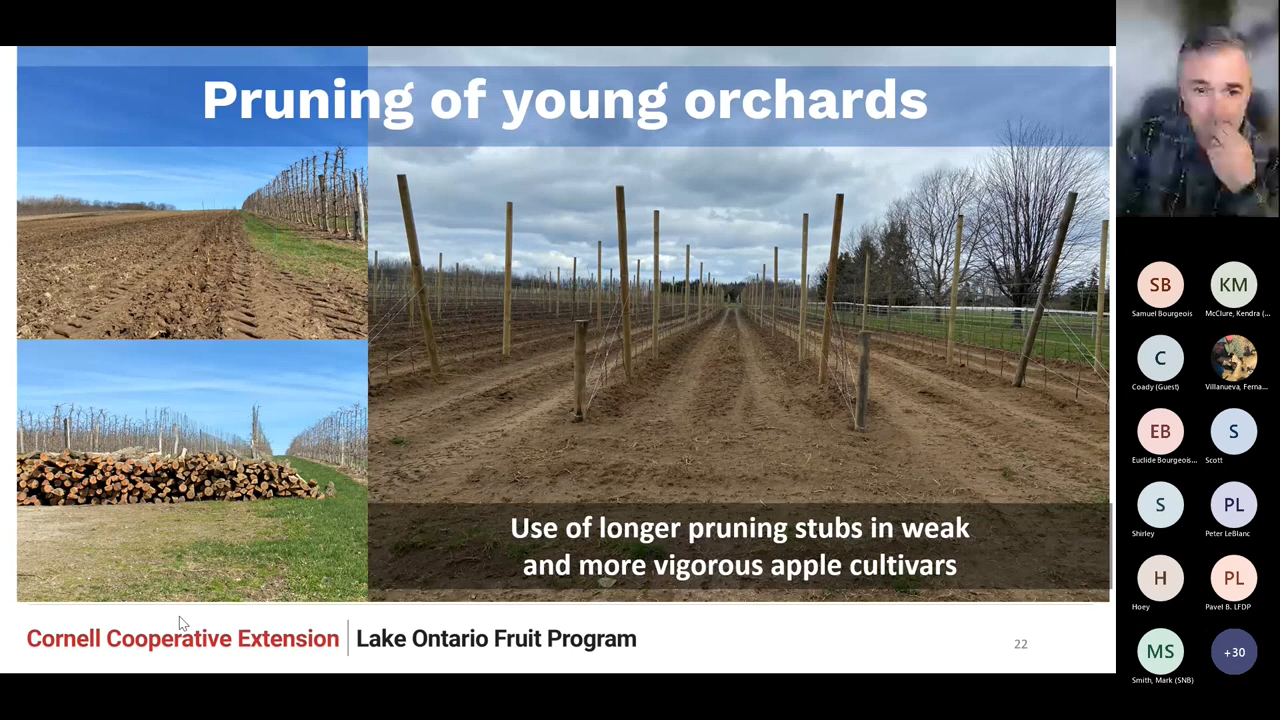 Pruning of young orchards
Use of longer pruning stubs in weak
and more vigorous apple cultivars
Cornell Cooperative Extension
Lake Ontario Fruit Program
22
SB
KM
Samuel Bourgeois
McClure, Kendra (...
C
Coady (Guest)
Villanueva, Ferna...
EB
S
Euclide Bourgeois...
Scott
S
PL
Shirley
Peter LeBlanc
H
PL
Hoey
Pavel B. LFDP
MS
+30
Smith, Mark (SNB)